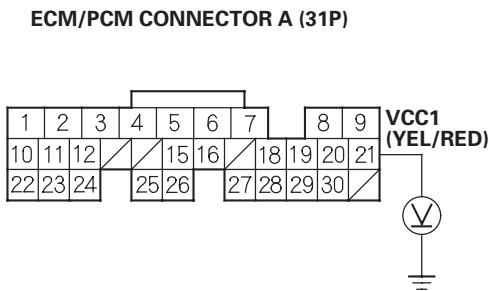 ECM/PCM CONNECTOR A (31P)
1 2 3 4 5 6 7 8 9
VCC1
(YEL/RED)
10 11 12 15 16 18 19 20 21
22 23 24 25 26 27 28 29 30
V